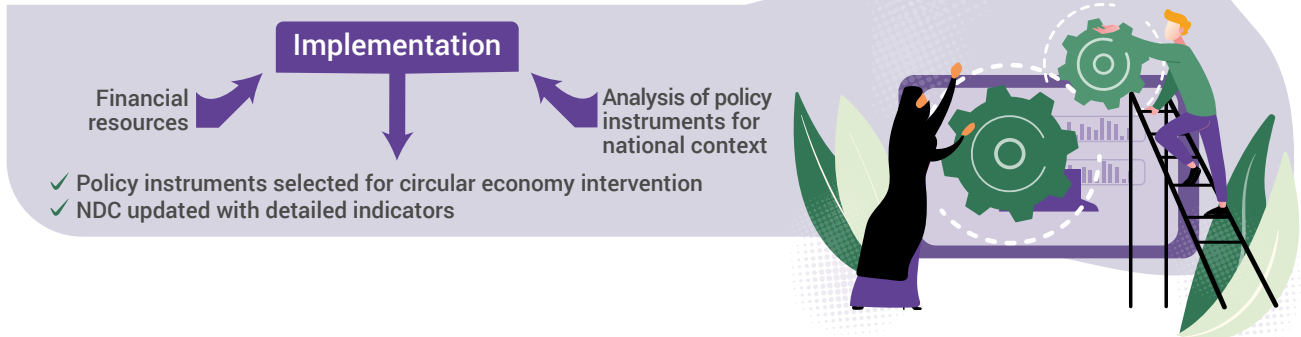 Implementation
Financial
resources
Analysis of policy
instruments for
national context
Policy instruments selected for circular economy intervention
NDC updated with detailed indicators